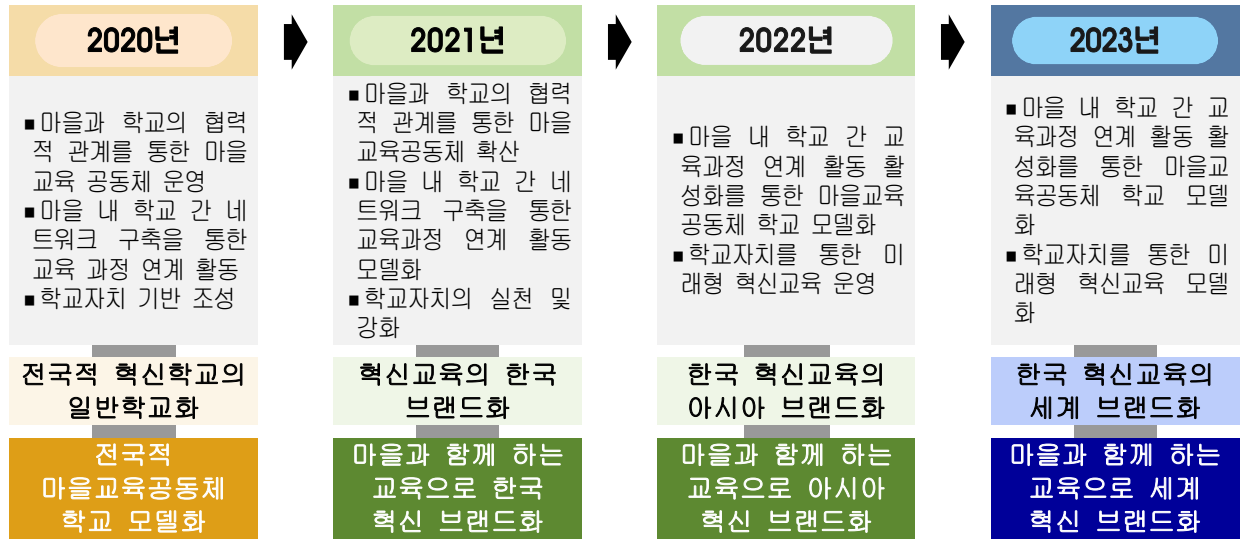 2020년
■마을과 학교의 협력
적 관계를 통한 마을
교육 공동체 운영
■마을 내 학교 간 네
트워크 구축을 통한
교육 과정 연계 활동
■학교자치 기반 조성
전국적 혁신학교의
일반학교화
전국적
마을교육공동체
학교 모델화
2021년
■마을과 학교의 협력
적 관계를 통한 마을
교육공동체 확산
■마을 내 학교 간 네
트워크 구축을 통한
교육과정 연계 활동
모델화
■학교자치의 실천 및
강화
혁신교육의 한국
브랜드화
마을과 함께 하는
교육으로 한국
혁신 브랜드화
2022년
■마을 내 학교 간 교
육과정 연계 활동 활
성화를 통한 마을교육
공동체 학교 모델화
■학교자치를 통한 미
래형 혁신교육 운영
한국 혁신교육의
아시아 브랜드화
마을과 함께 하는
교육으로 아시아
혁신 브랜드화
2023년
■마을 내 학교 간 교
육과정 연계 활동 활
성화를 통한 마을교
육공동체 학교 모델
화
■학교자치를 통한 미
래형 혁신교육 모델
화
한국 혁신교육의
세계 브랜드화
마을과 함께 하는
교육으로 세계
혁신 브랜드화